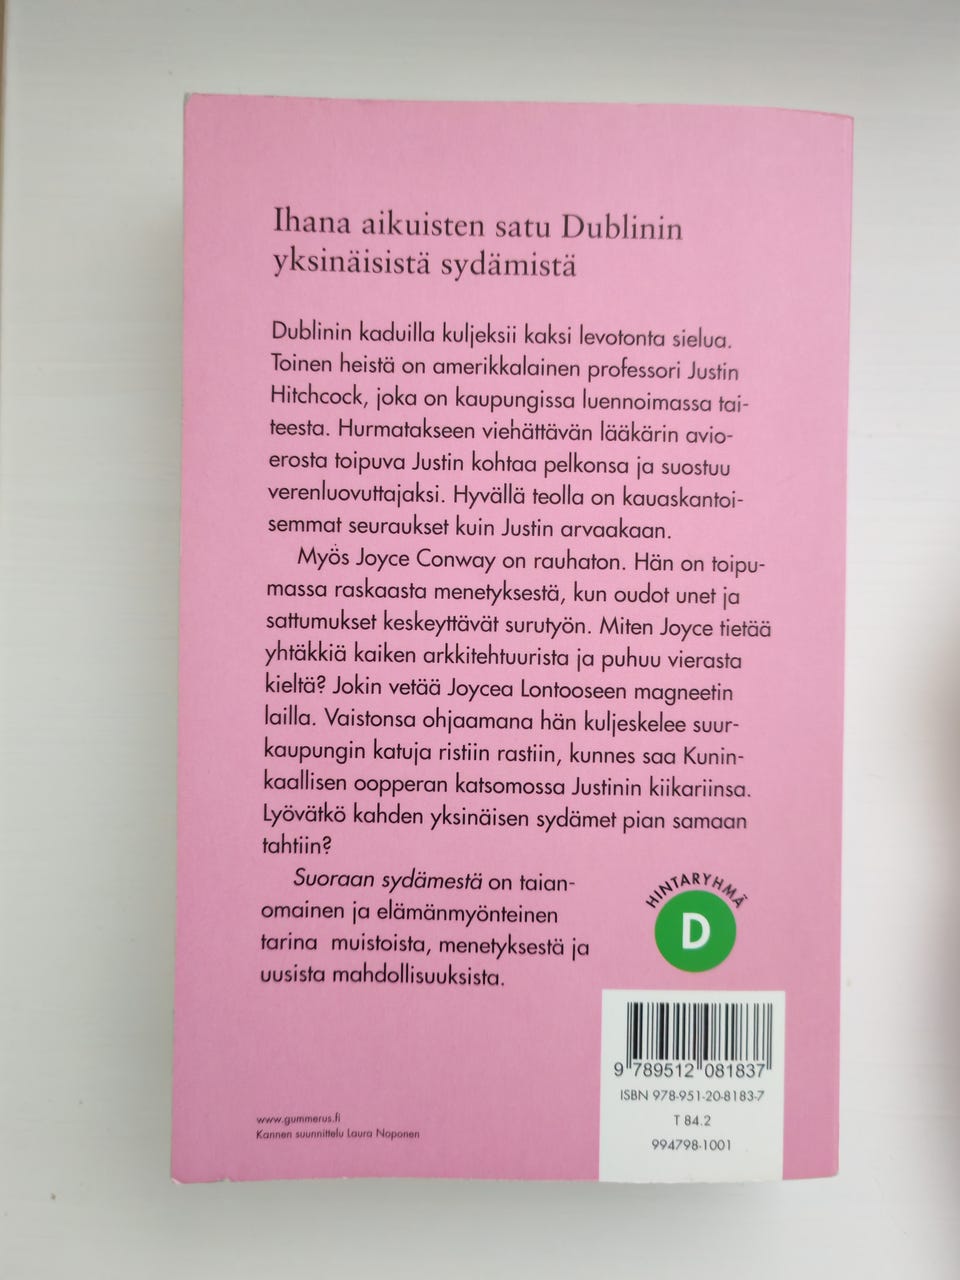 Ihana aikuisten satu Dublinin
yksinäisistä sydämistä
Dublinin kaduilla kuljeksii kaksi levotonta sielua.
Toinen heistä on amerikkalainen professori Justin
Hitchcock, joka on kaupungissa luennoimassa tai-
teesta. Hurmatakseen viehättävän lääkärin avio-
erosta toipuva Justin kohtaa pelkonsa ja suostuu
verenluovuttajaksi. Hyvällä teolla on kauaskantoi-
semmat seuraukset kuin Justin arvaakaan.
Myös Joyce Conway on rauhaton. Hän on toipu-
massa raskaasta menetyksestä, kun oudot unet ja
sattumukset keskeyttävät surutyön. Miten Joyce tietää
yhtäkkiä kaiken arkkitehtuurista ja puhuu vierasta
kieltä? Jokin vetää Joycea Lontooseen magneetin
lailla. Vaistonsa ohjaamana hän kuljeskelee suur-
kaupungin katuja ristiin rastiin, kunnes saa Kunin-
kaallisen oopperan katsomossa Justinin kiikariinsa.
Lyövätkö kahden yksinäisen sydämet pian samaan
tahtiin?
Suoraan sydämestä on taian-
omainen ja elämänmyönteinen
tarina muistoista, menetyksestä ja
uusista mahdollisuuksista.
HINTARYHMÄ
D
9 789512 081837
ISBN 978-951-20-8183-7
T 84.2
994798-1001
www.gummerus.fi
Kannen suunnittelu Laura Noponen